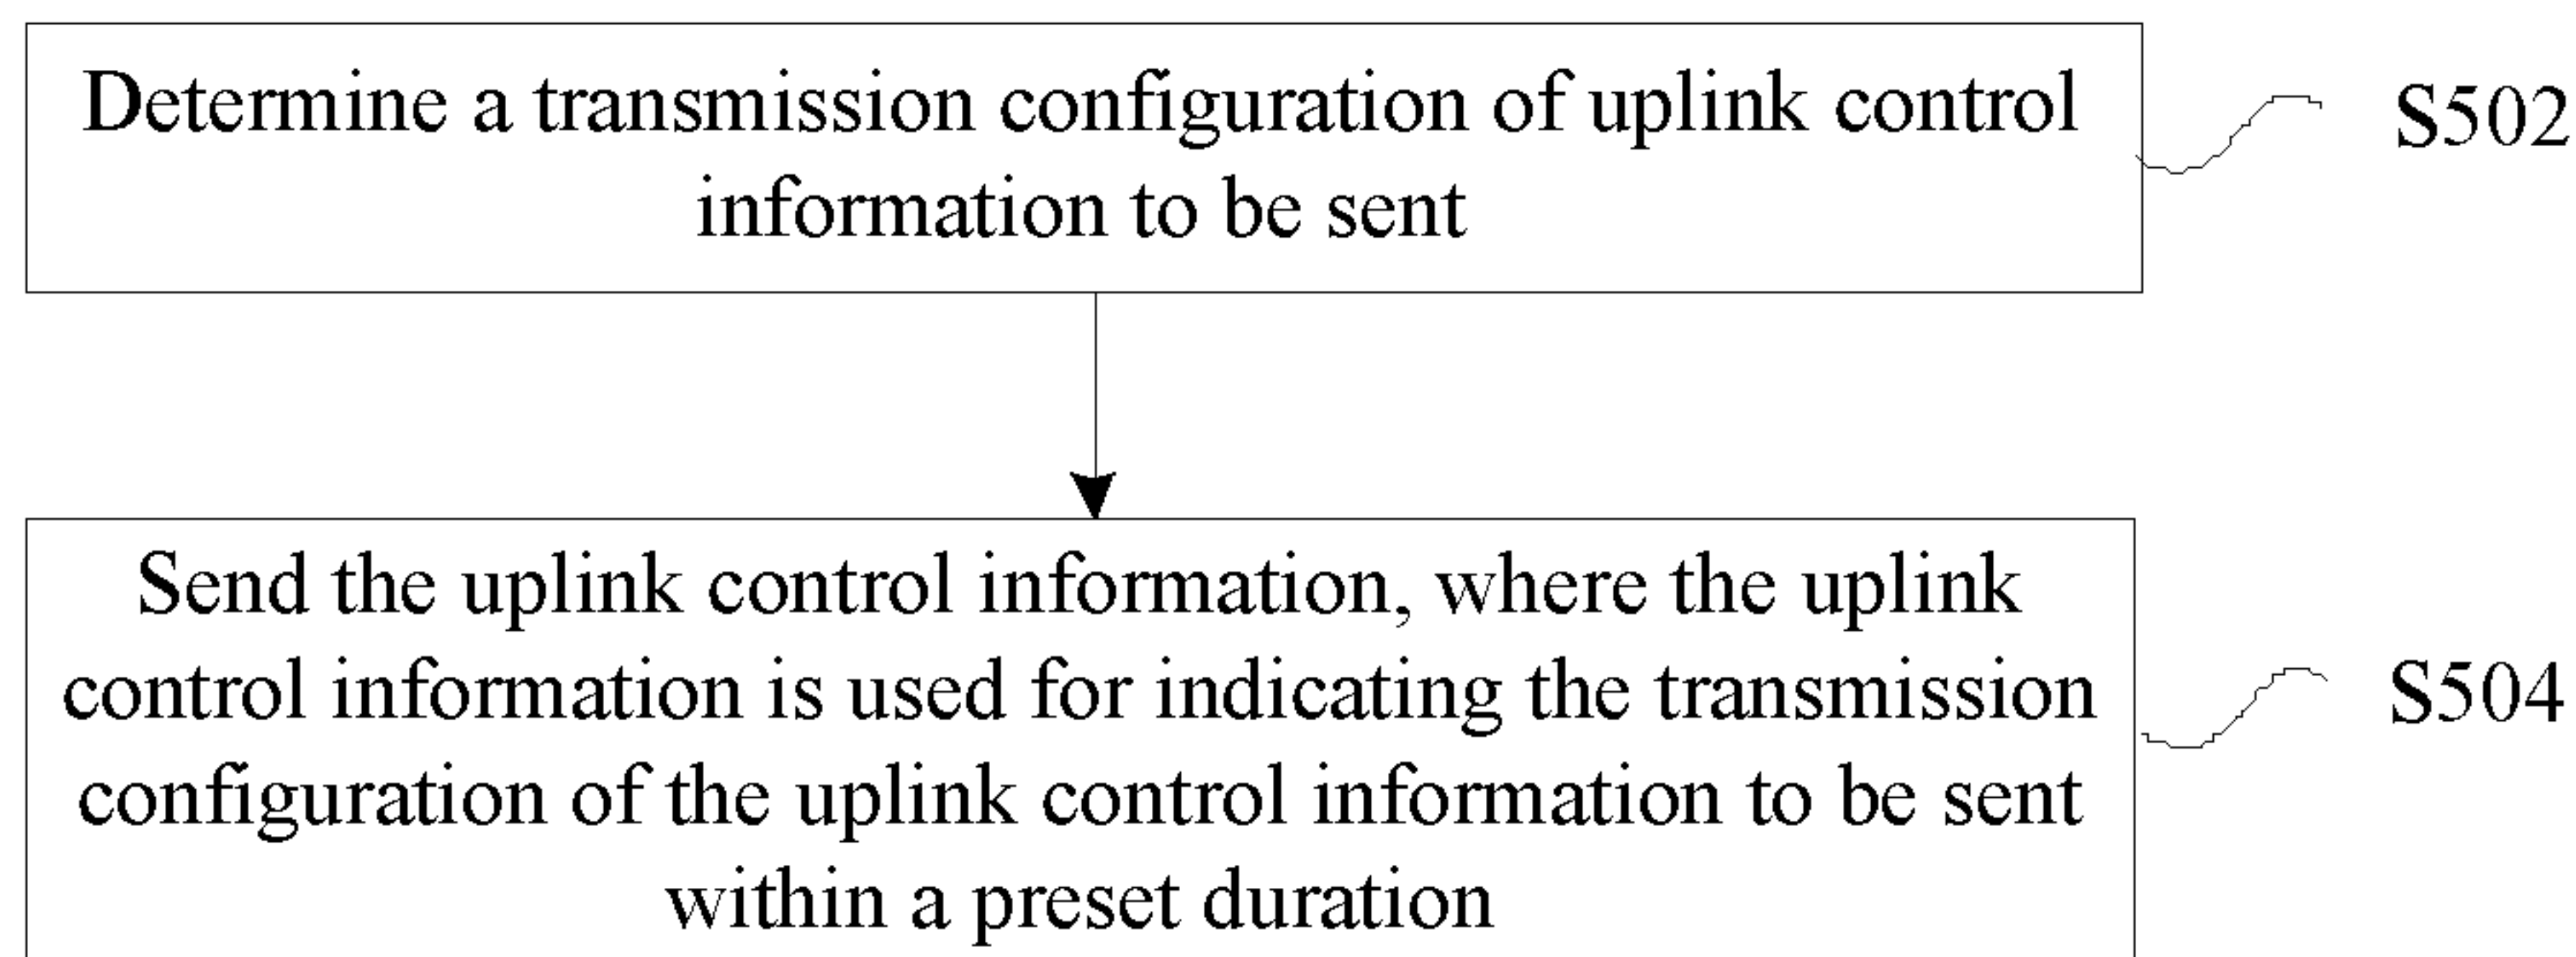 Determine a transmission configuration of uplink control
information to be sent
S502
Send the uplink control information, where the uplink
control information is used for indicating the transmission
configuration of the uplink control information to be sent
within a preset duration
S504